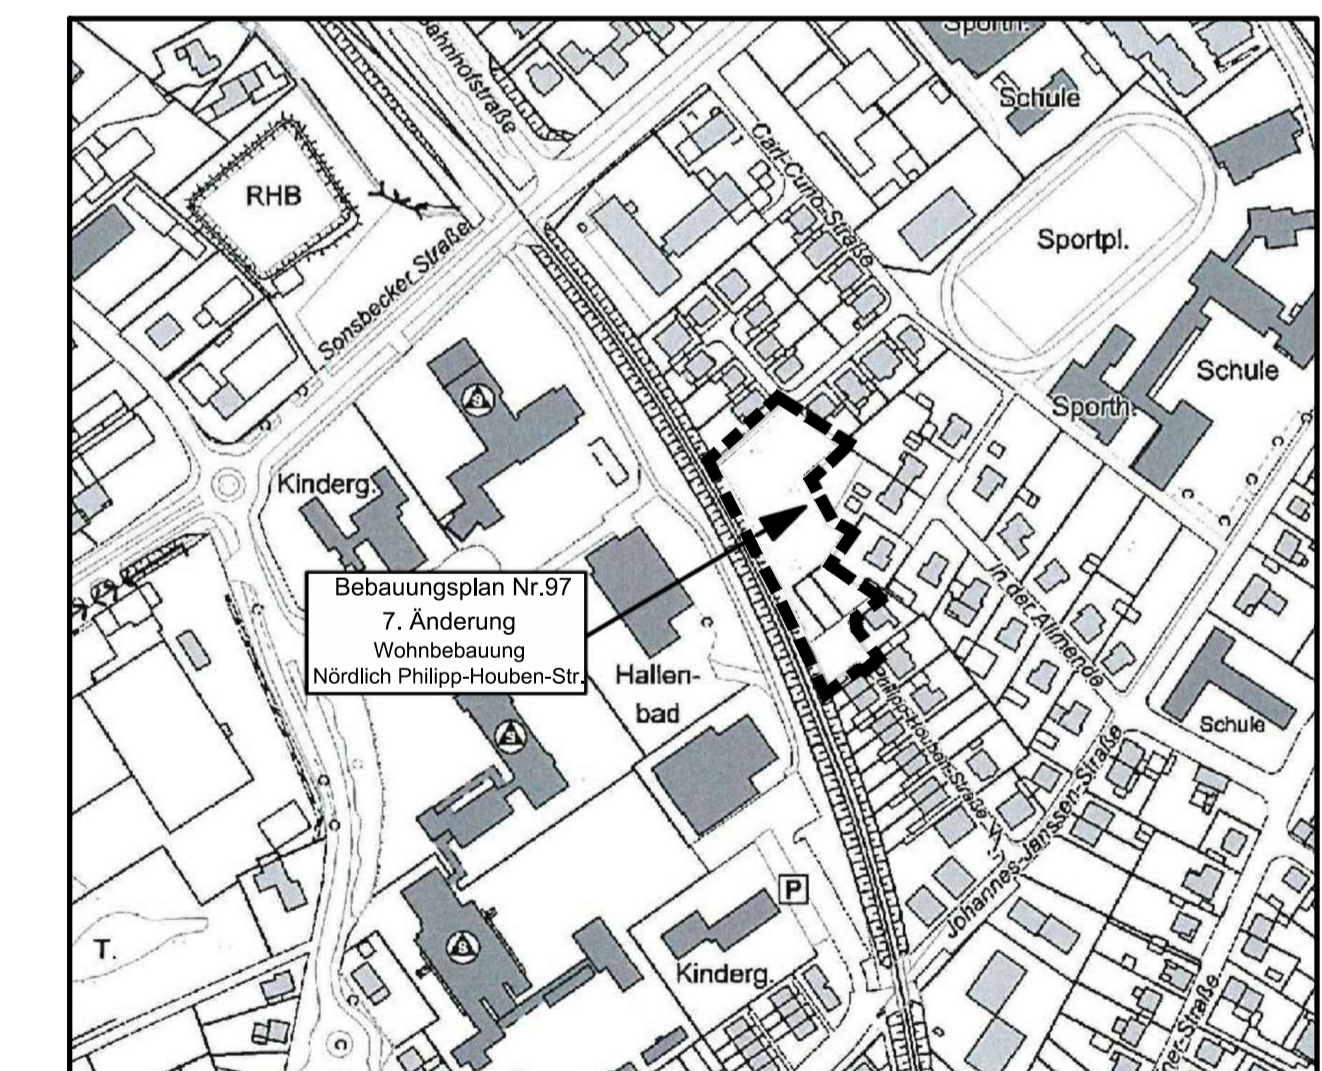 Sporth.
Bahnhofstraße
Schule
Carl-Cuno-Straße
RHB
Sportpl.
Sonsbecker Straße
Schule
Sporth.
Kinderg.
Bebauungsplan Nr.97
7. Änderung
Wohnbebauung
Nördlich Philipp-Houben-Str.
In der Allmende
Hallen-
bad
Philipp-Houben-Straße
Schule
S
S
S
Johannes-Janssen-Straße
P
T.
Kinderg.